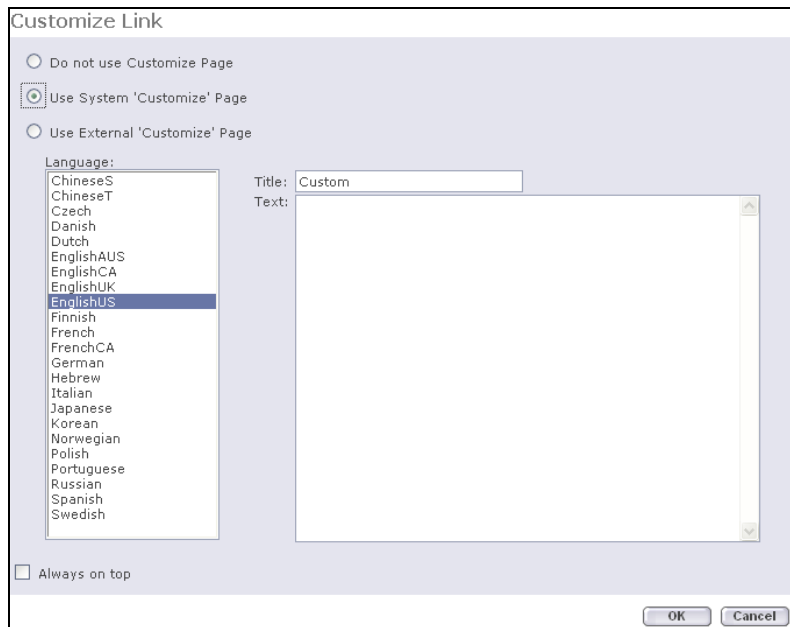 Customize Link
Do not use Customize Page
Use System 'Customize' Page
Use External 'Customize' Page
Language:
ChineseS
ChineseT
Czech
Danish
Dutch
EnglishAUS
EnglishCA
EnglishUK
EnglishUS
Finnish
French
FrenchCA
German
Hebrew
Italian
Japanese
Korean
Norwegian
Polish
Portuguese
Russian
Spanish
Swedish
Title: Custom
Text:
Always on top
OK Cancel